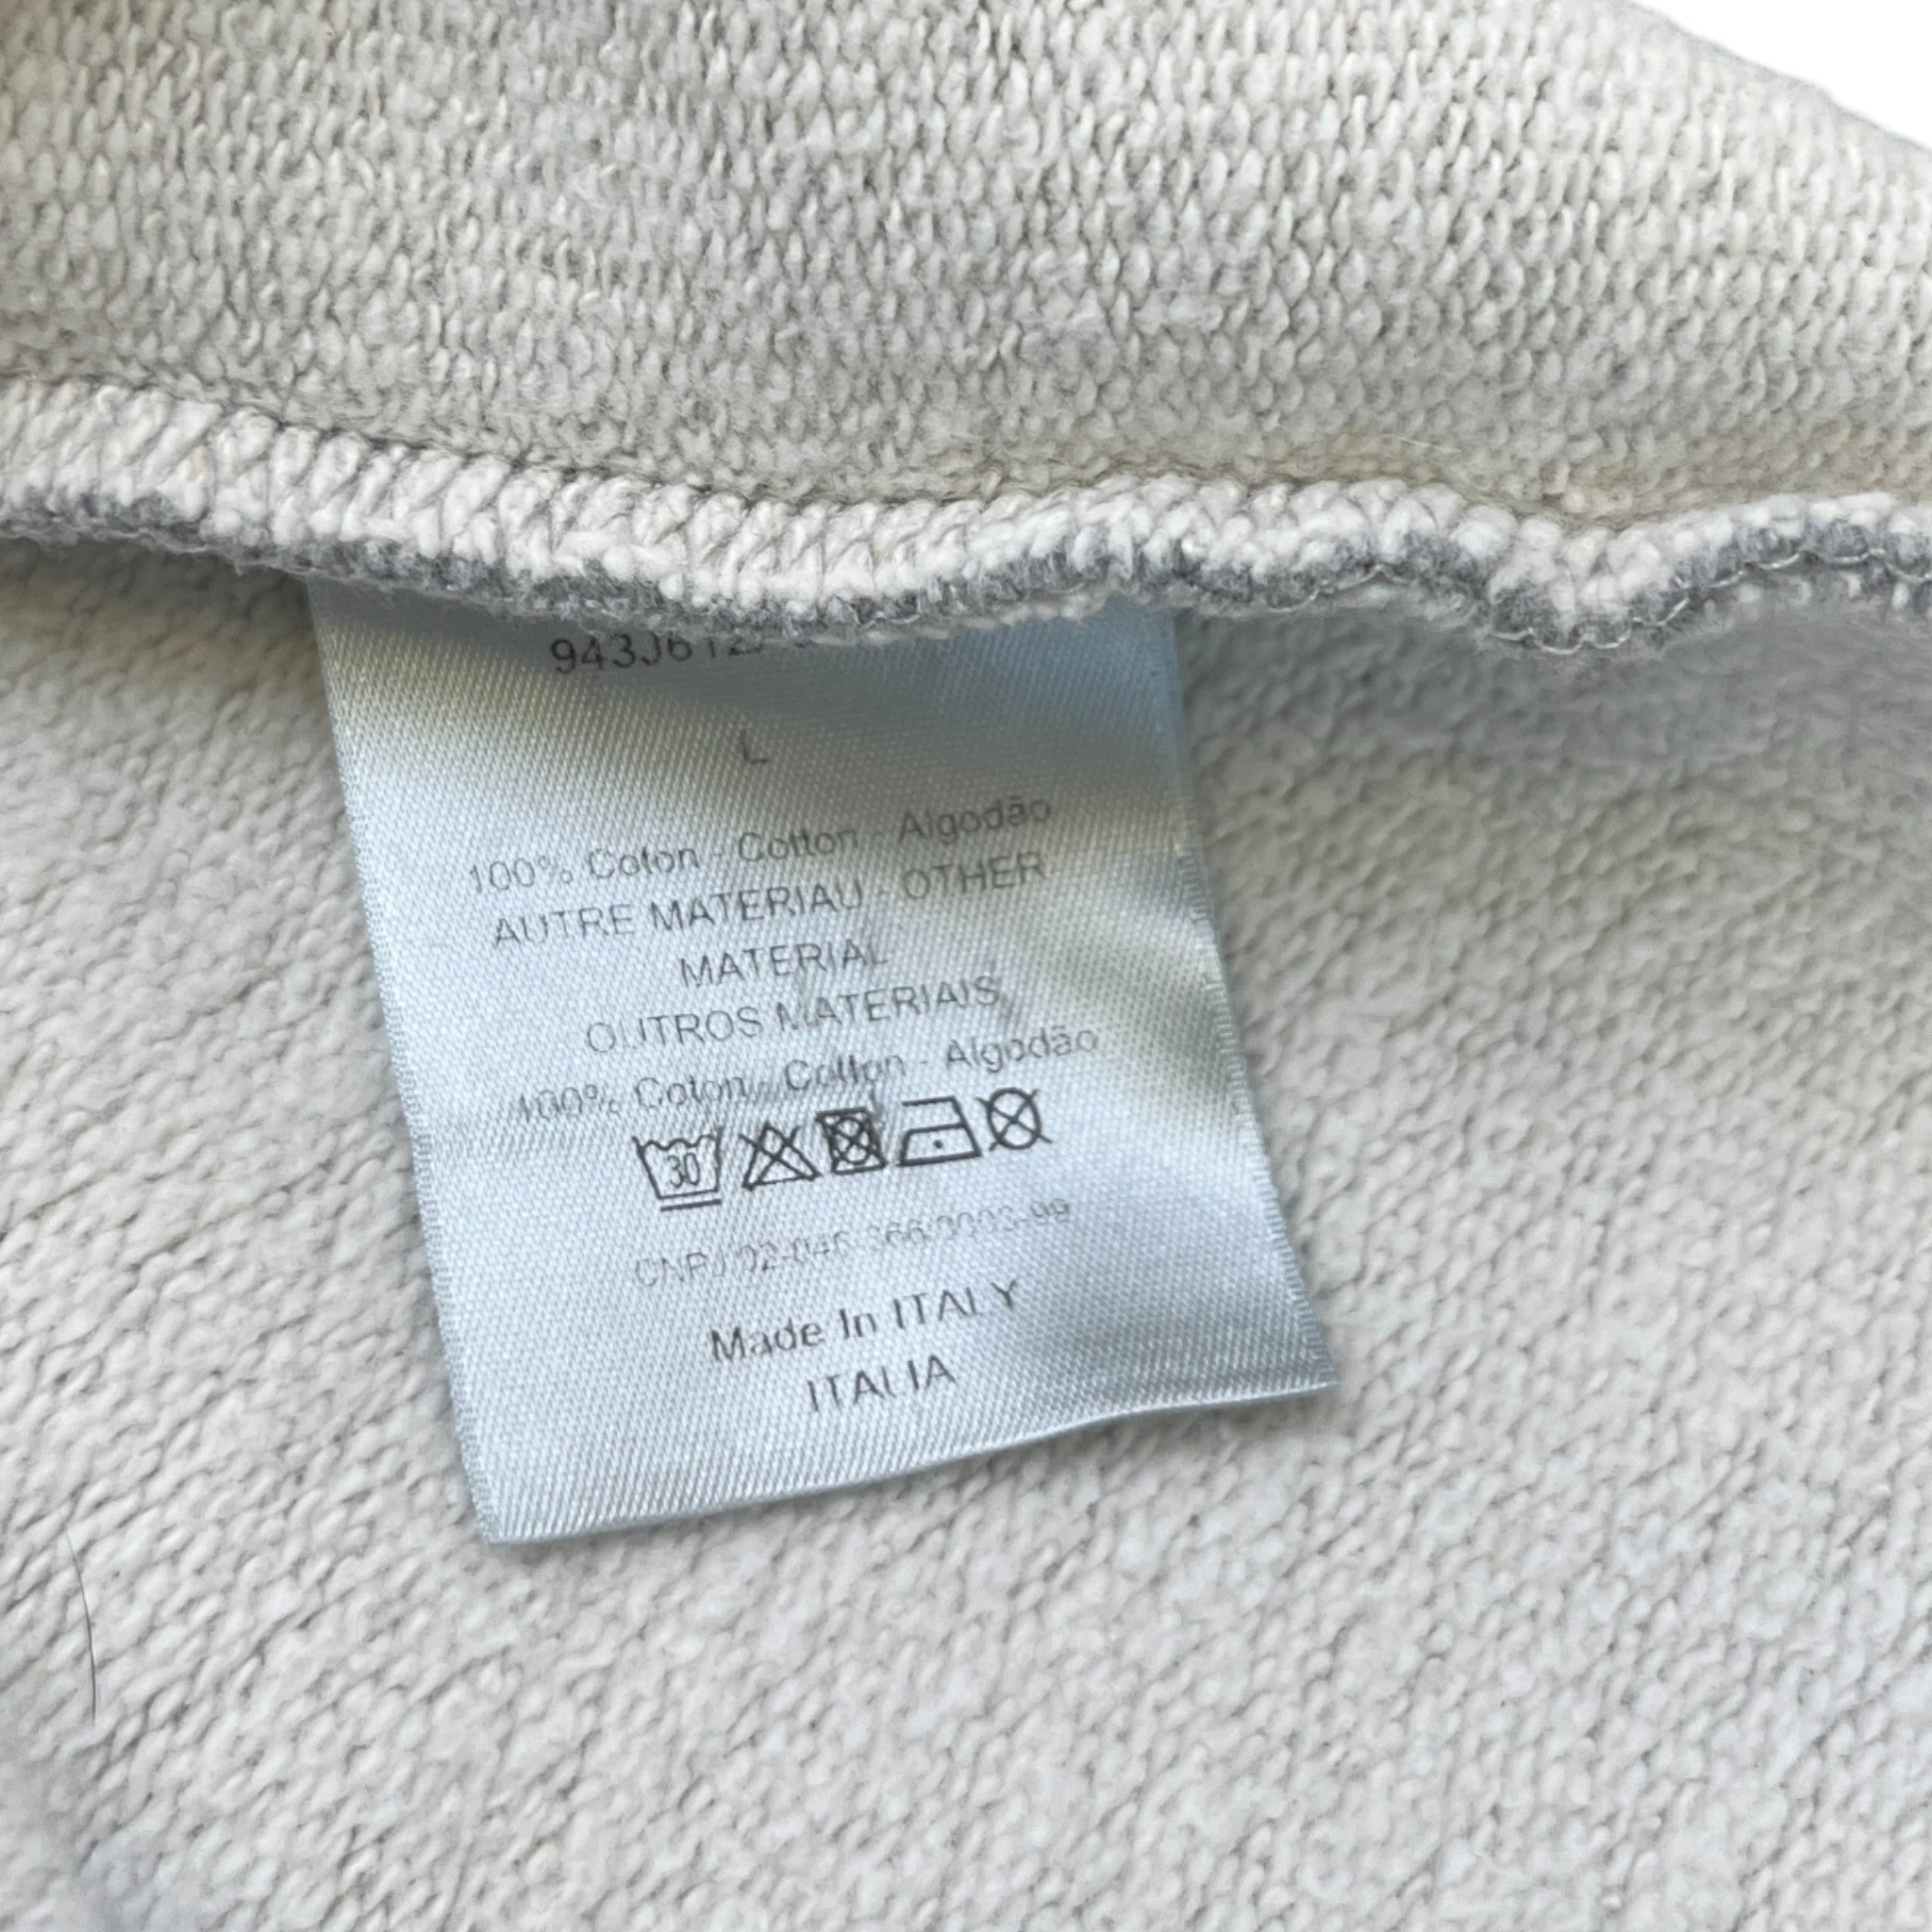 L
100% Coton - Cotton - Algodão
AUTRE MATERIAU - OTHER
MATERIAL
OUTROS MATERIAIS
100% Coton - Cotton - Algodão
30
CNPJ
Made In ITALY
ITALIA